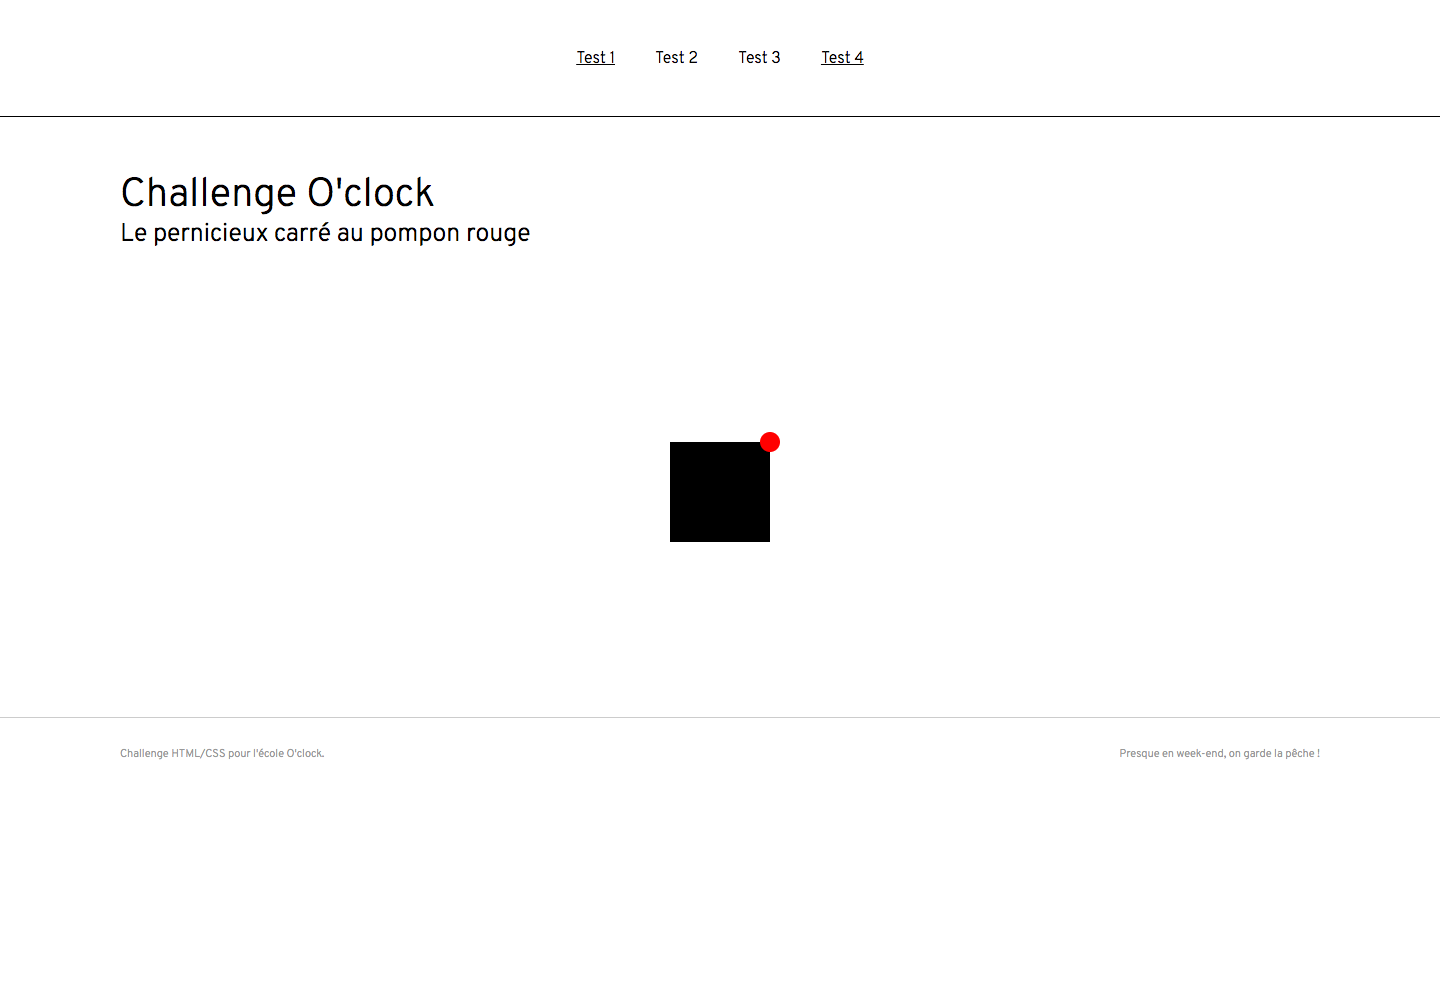 Test 1 Test 2 Test 3 Test 4
Challenge O'clock
Le pernicieux carré au pompon rouge
Challenge HTML/CSS pour l'école O'clock. Presque en week-end, on garde la pêche !